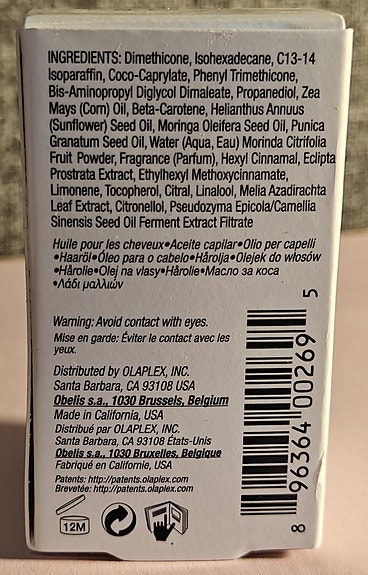 INGREDIENTS: Dimethicone, Isohexadecane, C13-14
Isoparaffin, Coco-Caprylate, Phenyl Trimethicone,
Bis-Aminopropyl Diglycol Dimaleate, Propanediol, Zea
Mays (Corn) Oil, Beta-Carotene, Helianthus Annuus
(Sunflower) Seed Oil, Moringa Oleifera Seed Oil, Punica
Granatum Seed Oil, Water (Aqua, Eau) Morinda Citrifolia
Fruit Powder, Fragrance (Parfum), Hexyl Cinnamal, Eclipta
Prostrata Extract, Ethylhexyl Methoxycinnamate,
Limonene, Tocopherol, Citral, Linalool, Melia Azadirachta
Leaf Extract, Citronellol, Pseudozyma Epicola/Camellia
Sinensis Seed Oil Ferment Extract Filtrate
Huile pour les cheveux•Aceite capilar•Olio per capelli
•Haaröl•Óleo para o cabelo•Hårolja•Olejek do włosów
•Hårolie•Olej na vlasy•Hårolie•Масло за коса
•Λάδι μαλλιών
Warning: Avoid contact with eyes.
Mise en garde: Éviter le contact avec les
yeux.
Distributed by OLAPLEX, INC.
Santa Barbara, CA 93108 USA
Obelis s.a., 1030 Brussels, Belgium
Made in California, USA
Distribué par OLAPLEX, INC.
Santa Barbara, CA 93108 États-Unis
Obelis s.a., 1030 Bruxelles, Belgique
Fabriqué en Californie, USA
Patents: http://patents.olaplex.com
Brevetée: http://patents.olaplex.com
12M
8 96364 00269 5